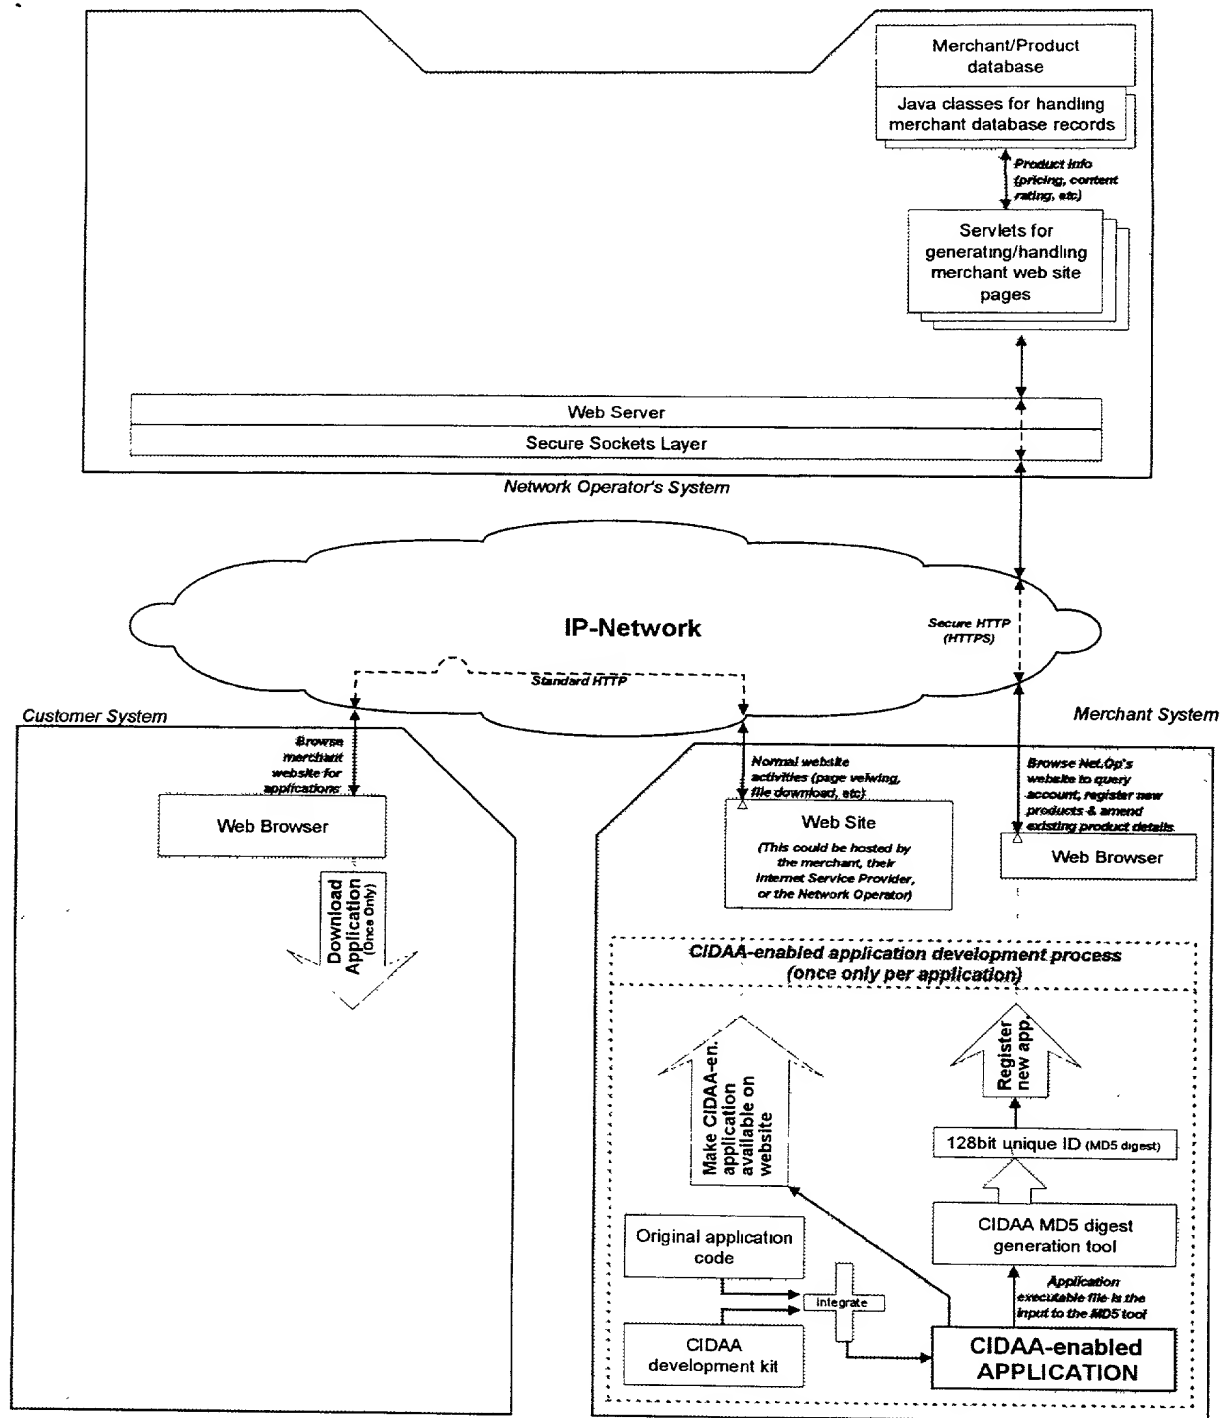 Merchant/Product
database
Java classes for handling
merchant database records
Product info
(pricing, content
rating, etc)
Servlets for
generating/handling
merchant web site
pages
Web Server
Secure Sockets Layer
Network Operator's System
IP-Network
Secure HTTP
(HTTPS)
Standard HTTP
Customer System
Merchant System
Browse
merchant
website for
applications
Web Browser
Download
Application
(Once Only)
Normal website
activities (page veiwing,
file download, etc)
Web Site
(This could be hosted by
the merchant, their
Internet Service Provider,
or the Network Operator)
Browse Net.Op's
website to query
account, register new
products & amend
existing product details
Web Browser
CIDAA-enabled application development process
(once only per application)
Make CIDAA-en.
application
available on
website
Register
new app.
128bit unique ID (MD5 digest)
CIDAA MD5 digest
generation tool
Original application
code
Integrate
Application
executable file is the
input to the MD5 tool
CIDAA
development kit
CIDAA-enabled
APPLICATION